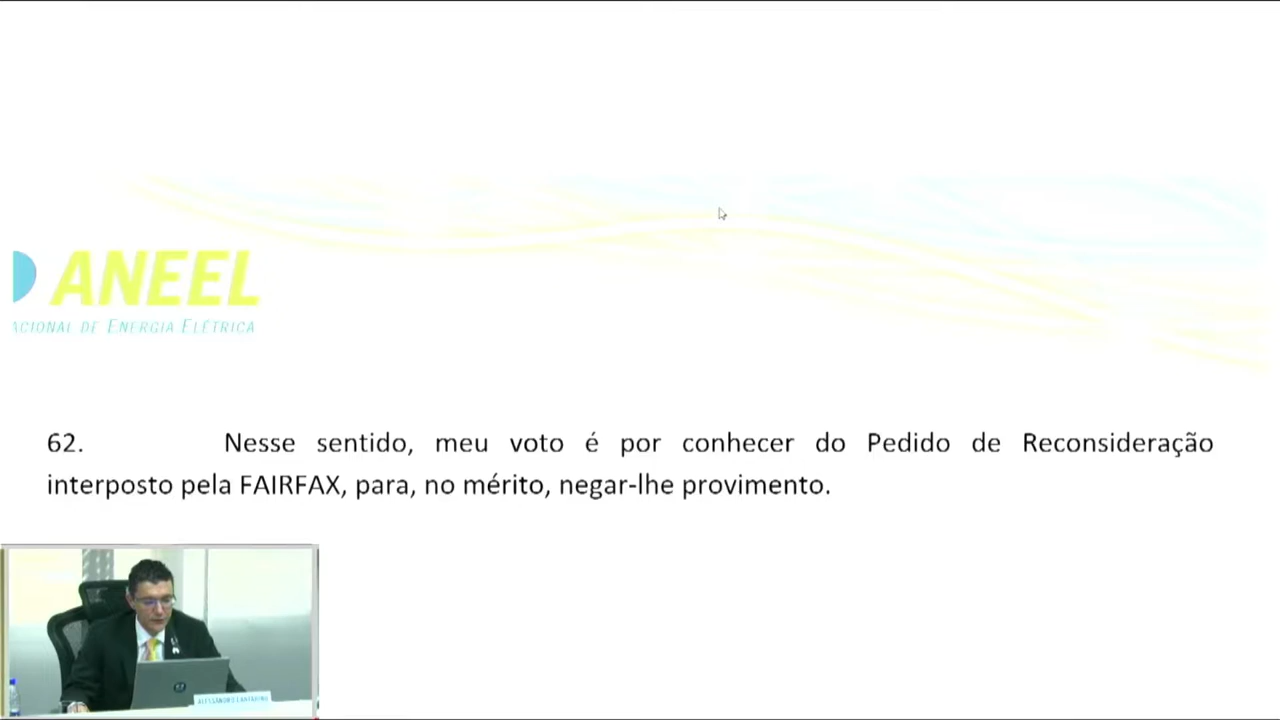 ANEEL
ACIONAL DE ENERGIA ELÉTRICA
62. Nesse sentido, meu voto é por conhecer do Pedido de Reconsideração
interposto pela FAIRFAX, para, no mérito, negar-lhe provimento.